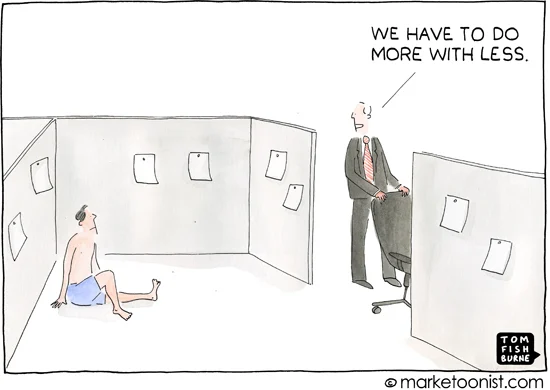 WE HAVE TO DO
MORE WITH LESS.
TOM
FISH
BURNE
© marketoonist.com